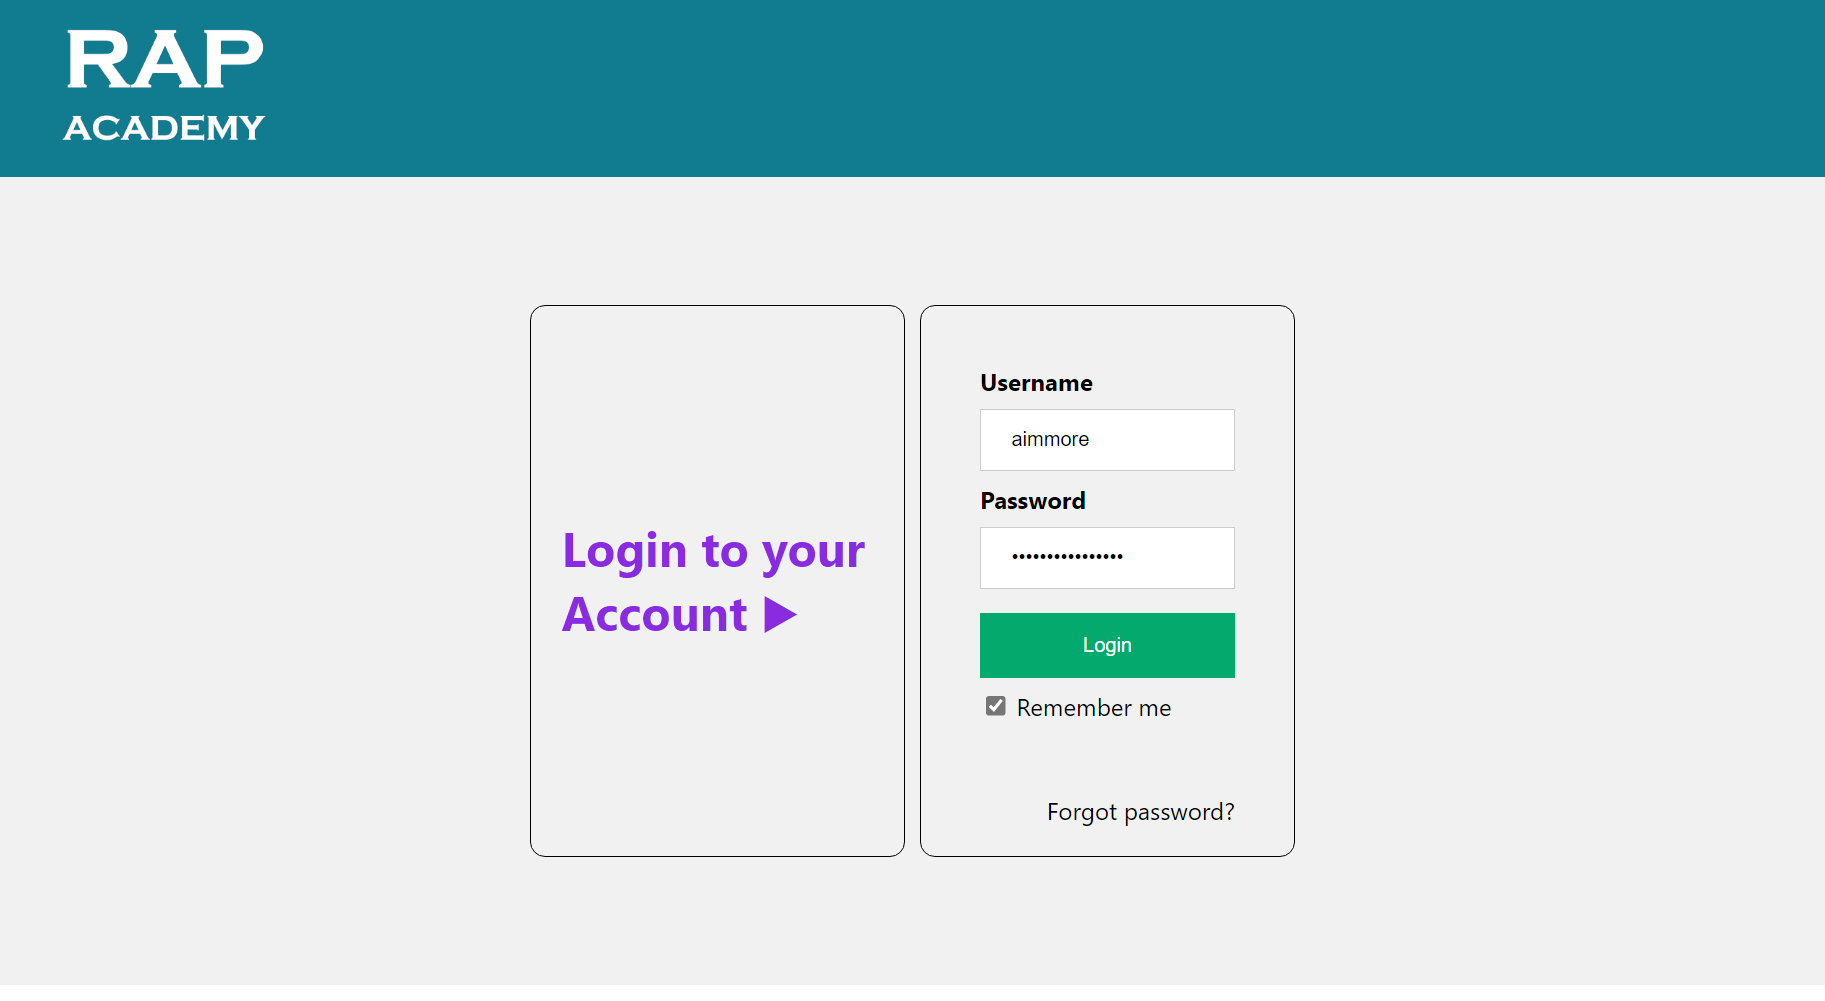 RAP
ACADEMY
Login to your
Account ▶
Username
aimmore
Password
••••••••••••••••
Login
Remember me
Forgot password?